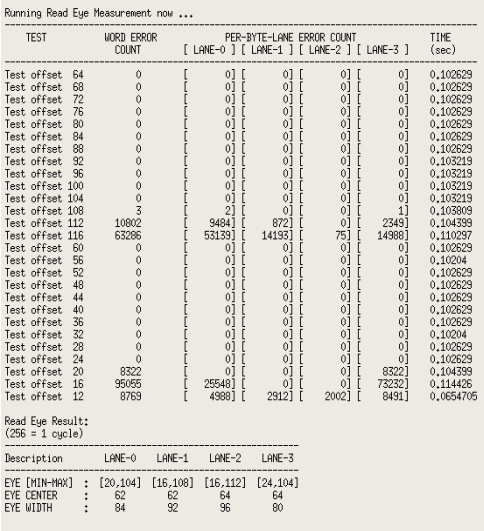 Running Read Eye Measurement now ...
TEST WORD ERROR PER-BYTE-LANE ERROR COUNT TIME
COUNT [ LANE-0 ] [ LANE-1 ] [ LANE-2 ] [ LANE-3 ] (sec)
Test offset 64 0 [ 0] [ 0] [ 0] [ 0] 0.102629
Test offset 68 0 [ 0] [ 0] [ 0] [ 0] 0.102629
Test offset 72 0 [ 0] [ 0] [ 0] [ 0] 0.102629
Test offset 76 0 [ 0] [ 0] [ 0] [ 0] 0.102629
Test offset 80 0 [ 0] [ 0] [ 0] [ 0] 0.102629
Test offset 84 0 [ 0] [ 0] [ 0] [ 0] 0.102629
Test offset 88 0 [ 0] [ 0] [ 0] [ 0] 0.102629
Test offset 92 0 [ 0] [ 0] [ 0] [ 0] 0.103219
Test offset 96 0 [ 0] [ 0] [ 0] [ 0] 0.103219
Test offset 100 0 [ 0] [ 0] [ 0] [ 0] 0.103219
Test offset 104 0 [ 0] [ 0] [ 0] [ 0] 0.103219
Test offset 108 3 [ 2] [ 0] [ 0] [ 1] 0.103809
Test offset 112 10802 [ 9484] [ 872] [ 0] [ 2349] 0.104399
Test offset 116 63286 [ 53139] [ 14193] [ 75] [ 14988] 0.110297
Test offset 60 0 [ 0] [ 0] [ 0] [ 0] 0.102629
Test offset 56 0 [ 0] [ 0] [ 0] [ 0] 0.10204
Test offset 52 0 [ 0] [ 0] [ 0] [ 0] 0.102629
Test offset 48 0 [ 0] [ 0] [ 0] [ 0] 0.102629
Test offset 44 0 [ 0] [ 0] [ 0] [ 0] 0.102629
Test offset 40 0 [ 0] [ 0] [ 0] [ 0] 0.102629
Test offset 36 0 [ 0] [ 0] [ 0] [ 0] 0.102629
Test offset 32 0 [ 0] [ 0] [ 0] [ 0] 0.10204
Test offset 28 0 [ 0] [ 0] [ 0] [ 0] 0.102629
Test offset 24 0 [ 0] [ 0] [ 0] [ 0] 0.102629
Test offset 20 8322 [ 0] [ 0] [ 0] [ 8322] 0.104399
Test offset 16 95055 [ 25548] [ 0] [ 0] [ 73232] 0.114426
Test offset 12 8769 [ 4988] [ 2912] [ 2002] [ 8491] 0.0654705
Read Eye Result:
(256 = 1 cycle)
Description LANE-0 LANE-1 LANE-2 LANE-3
EYE [MIN-MAX] : [20,104] [16,108] [16,112] [24,104]
EYE CENTER : 62 62 64 64
EYE WIDTH : 84 92 96 80